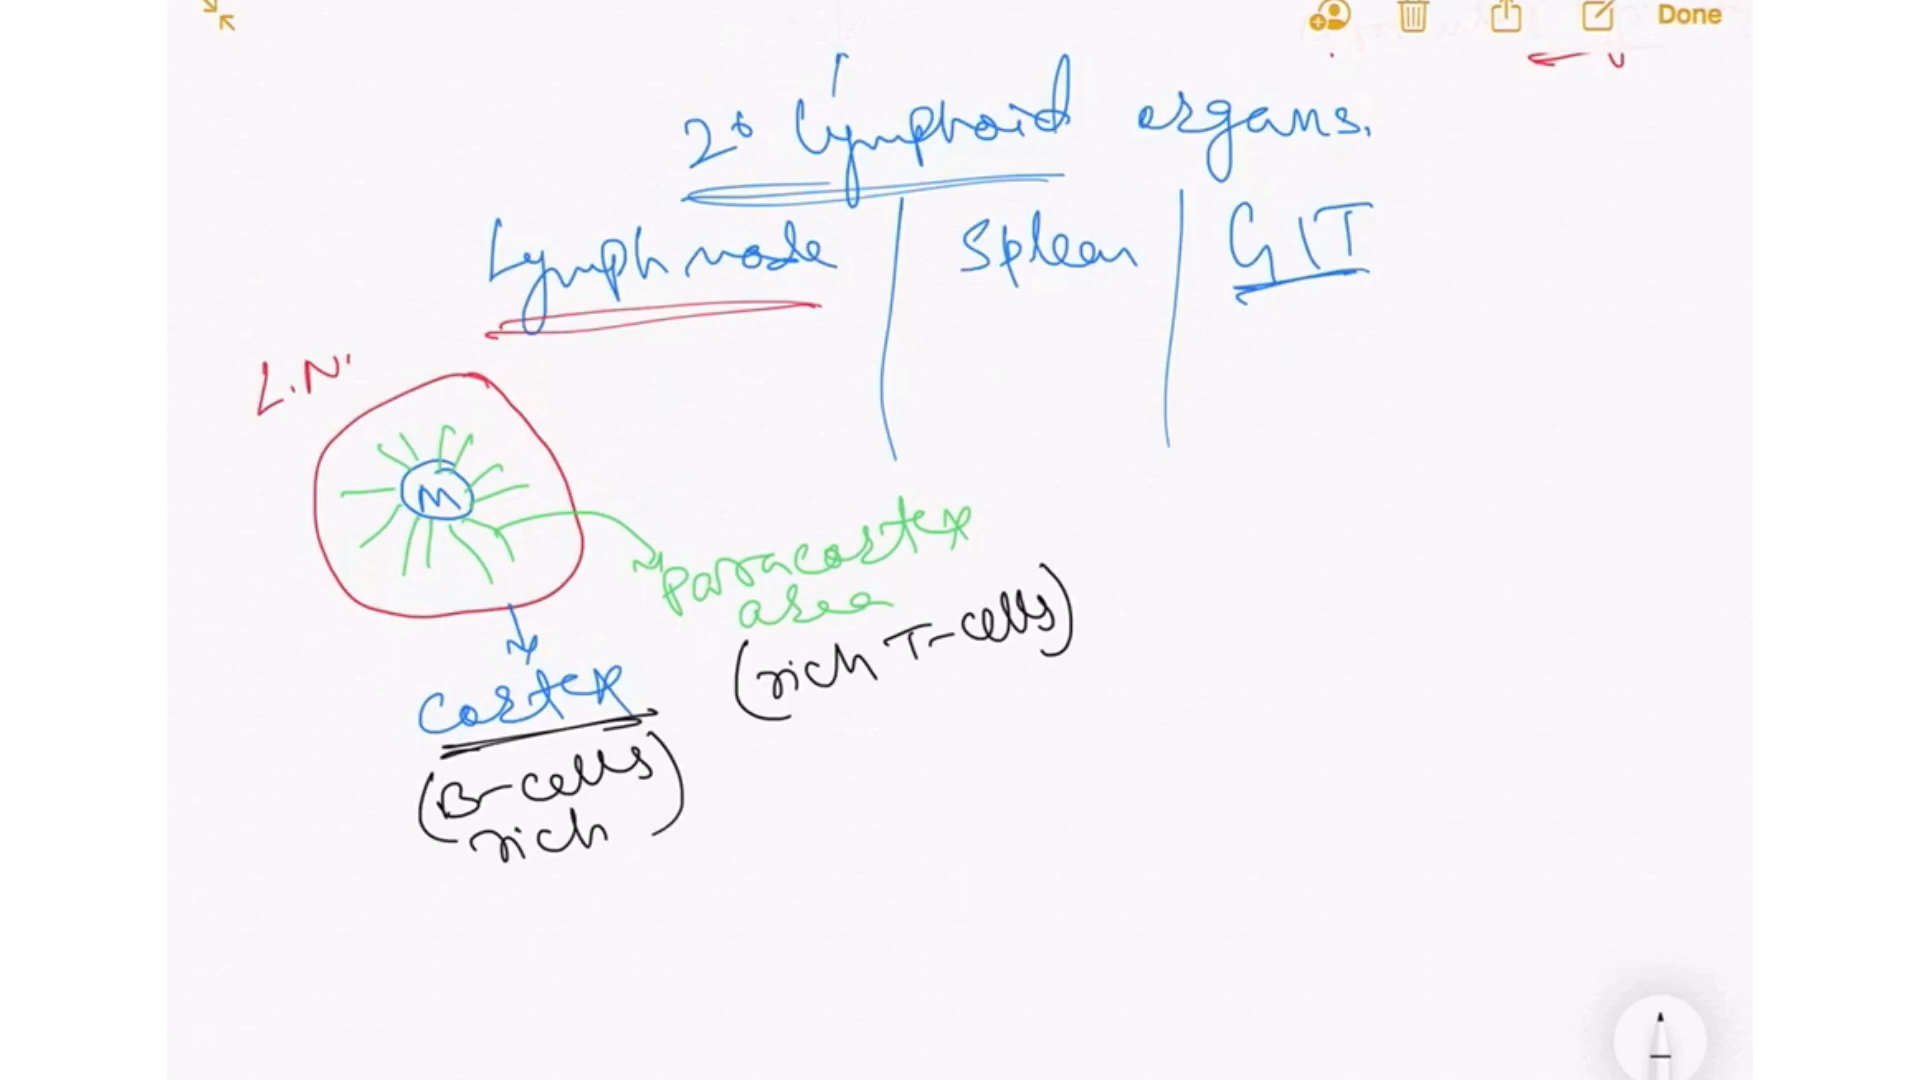 Done
2° lymphoid organs.
Lymph node
Spleen
GIT
L.N.
M
paracortex
area
(rich T-cells)
cortex
(B-cells
rich)